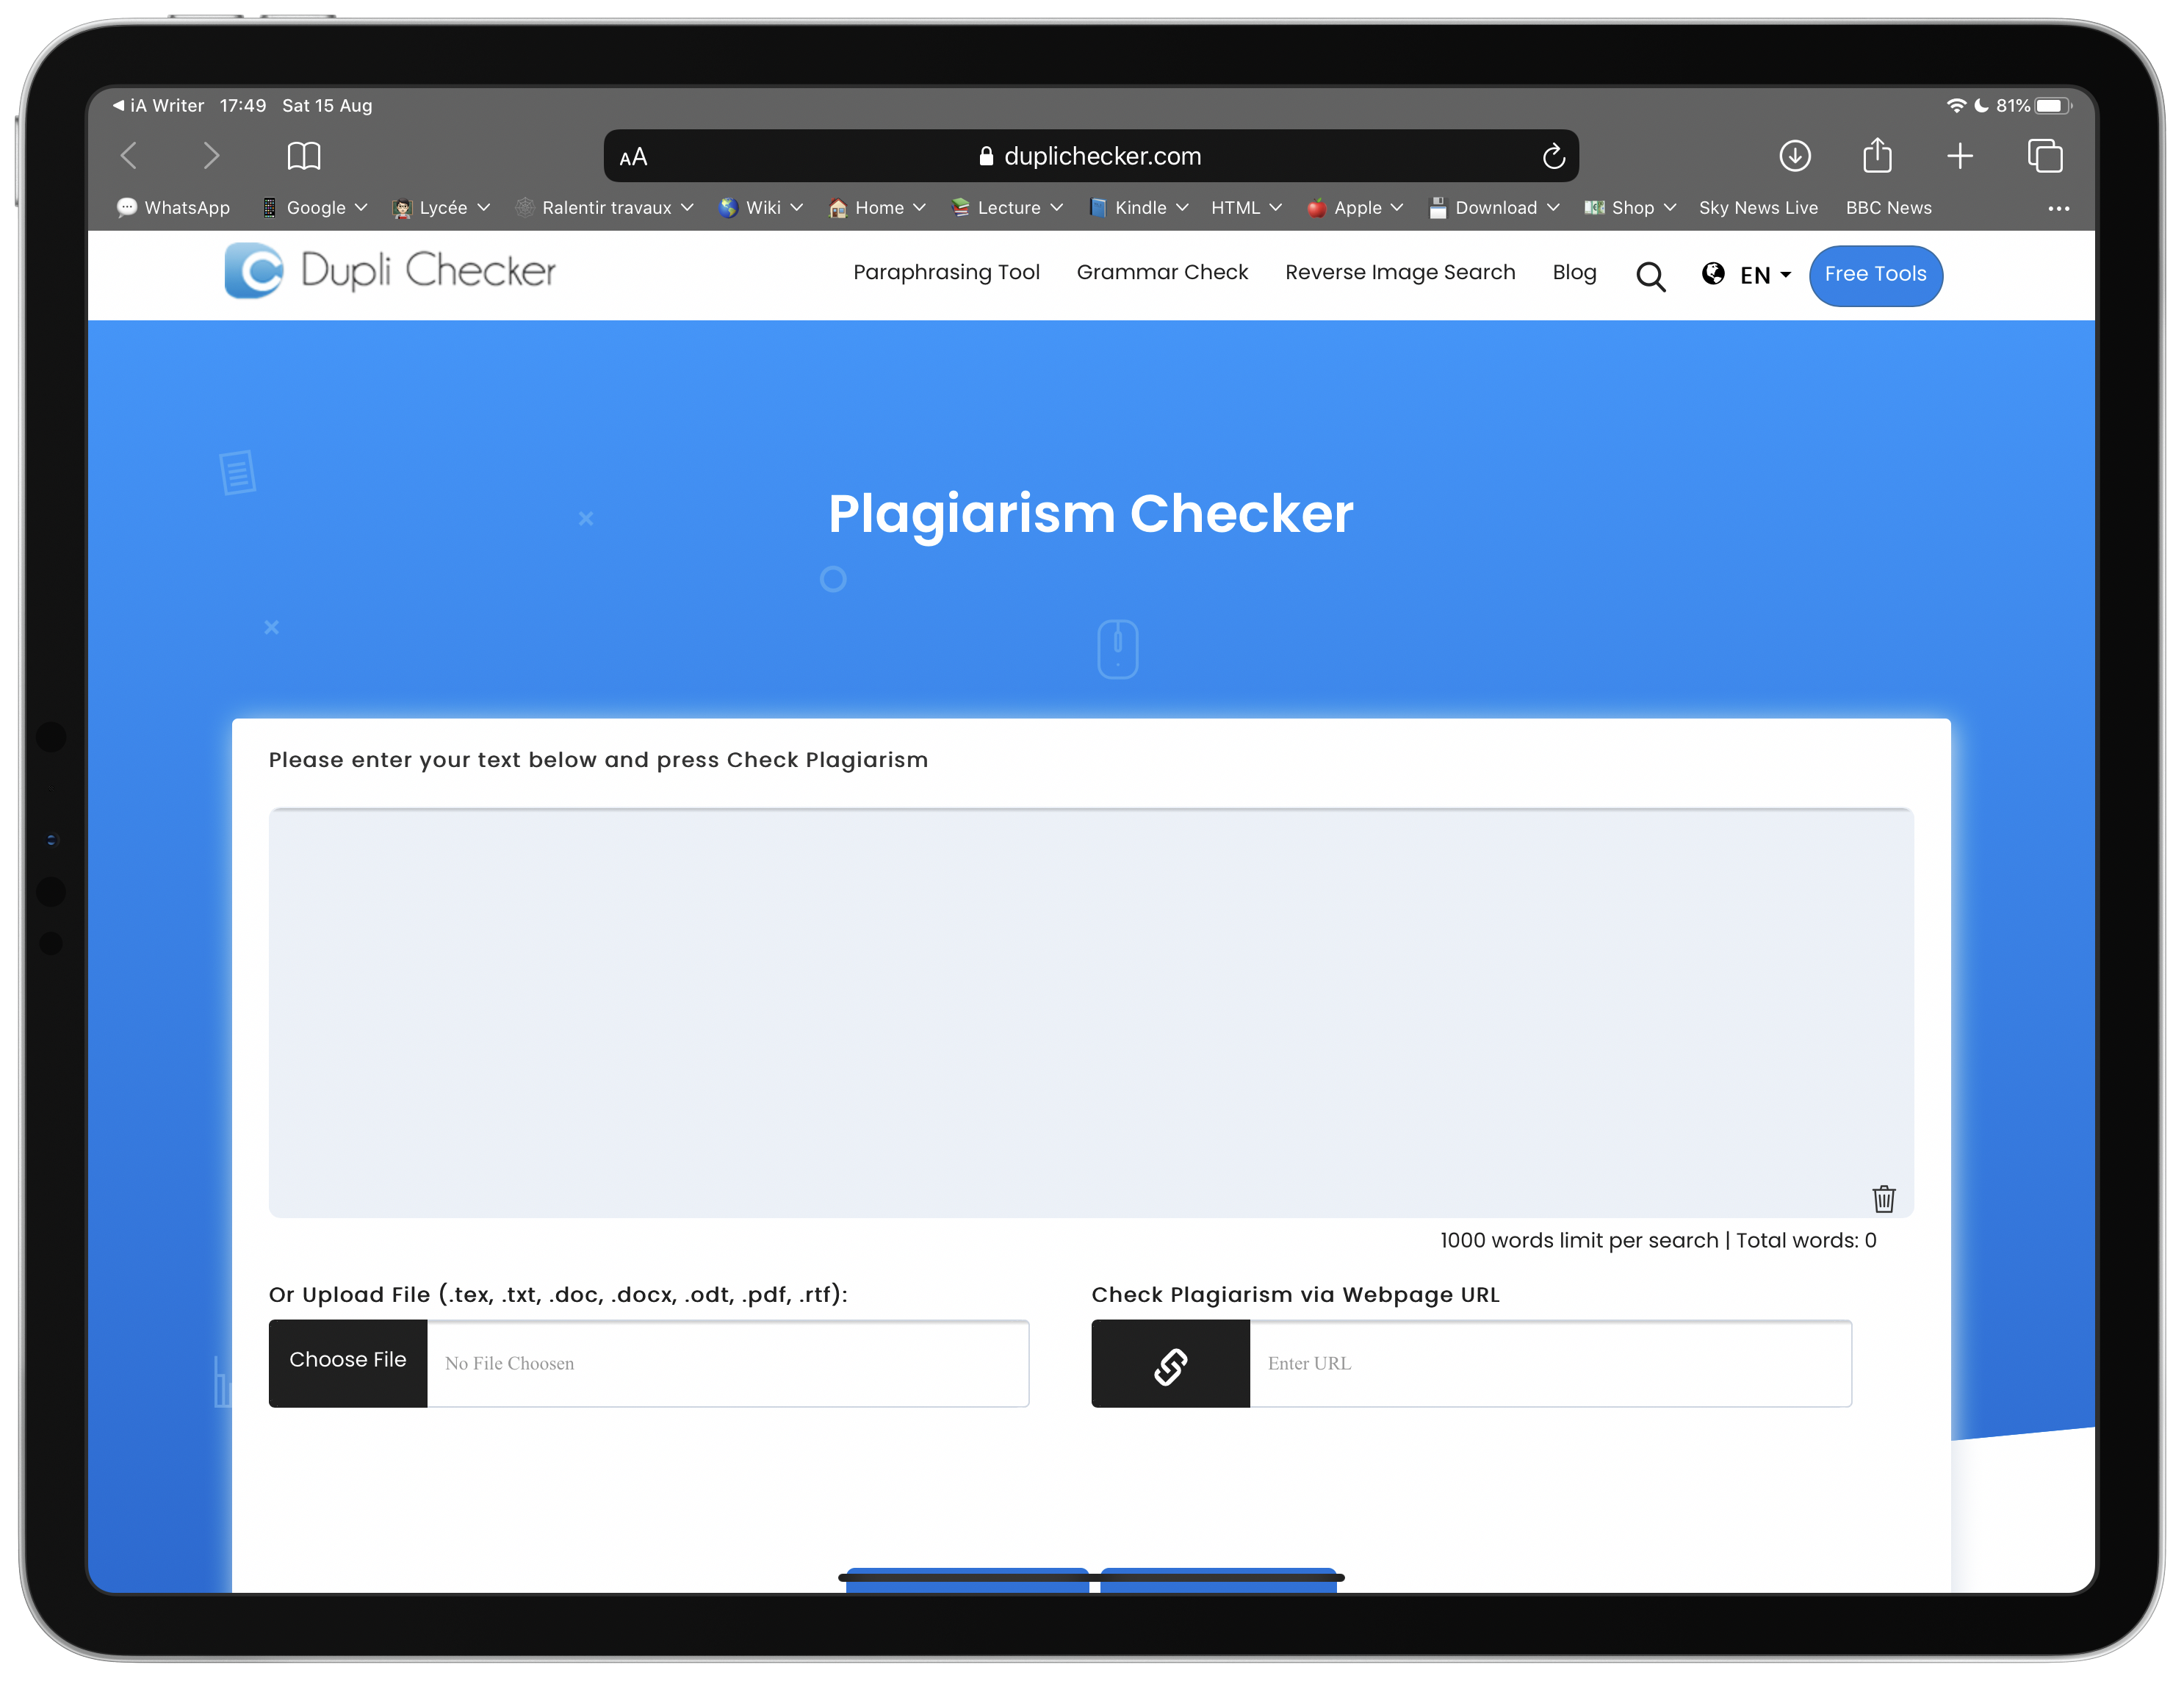 iA Writer 17:49 Sat 15 Aug 81%
AA duplichecker.com
WhatsApp Google Lycée Ralentir travaux Wiki Home Lecture Kindle HTML Apple Download Shop Sky News Live BBC News
Dupli Checker Paraphrasing Tool Grammar Check Reverse Image Search Blog EN Free Tools
Plagiarism Checker
Please enter your text below and press Check Plagiarism
1000 words limit per search | Total words: 0
Or Upload File (.tex, .txt, .doc, .docx, .odt, .pdf, .rtf): Check Plagiarism via Webpage URL
Choose File No File Choosen Enter URL